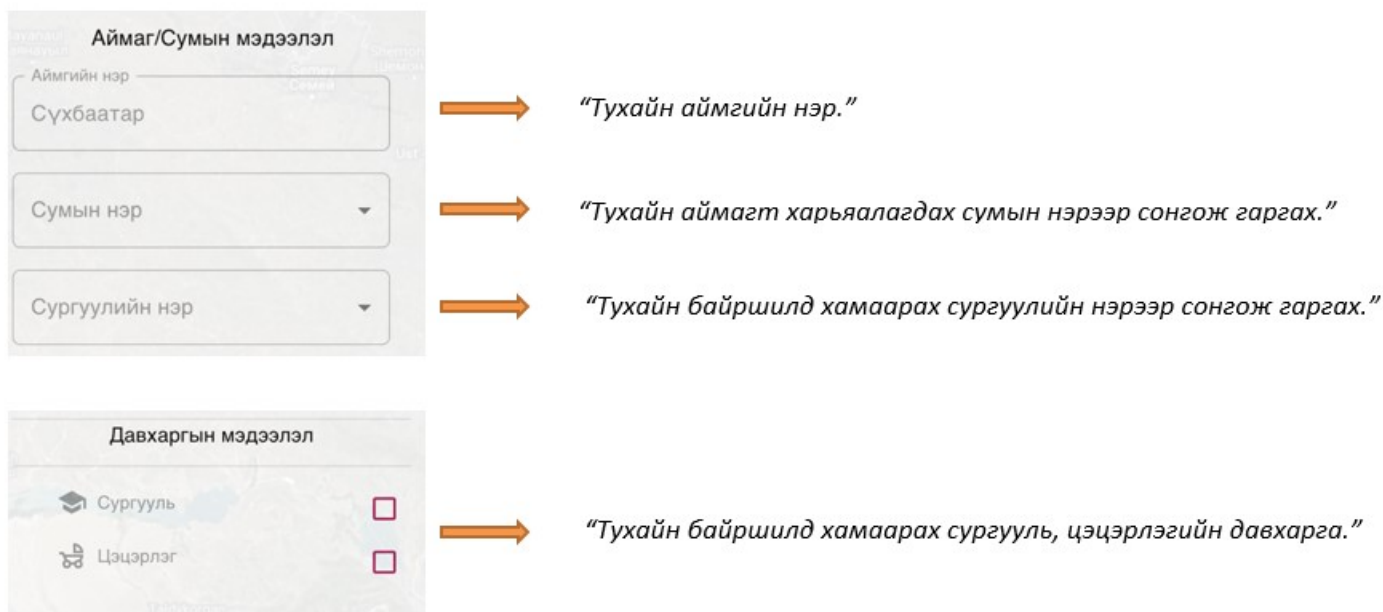 Аймаг/Сумын мэдээлэл
Аймгийн нэр
Сүхбаатар
“Тухайн аймгийн нэр.”
Сумын нэр
“Тухайн аймагт харьяалагдах сумын нэрээр сонгож гаргах.”
Сургуулийн нэр
“Тухайн байршилд хамаарах сургуулийн нэрээр сонгож гаргах.”
Давхаргын мэдээлэл
Сургууль
Цэцэрлэг
“Тухайн байршилд хамаарах сургууль, цэцэрлэгийн давхарга.”